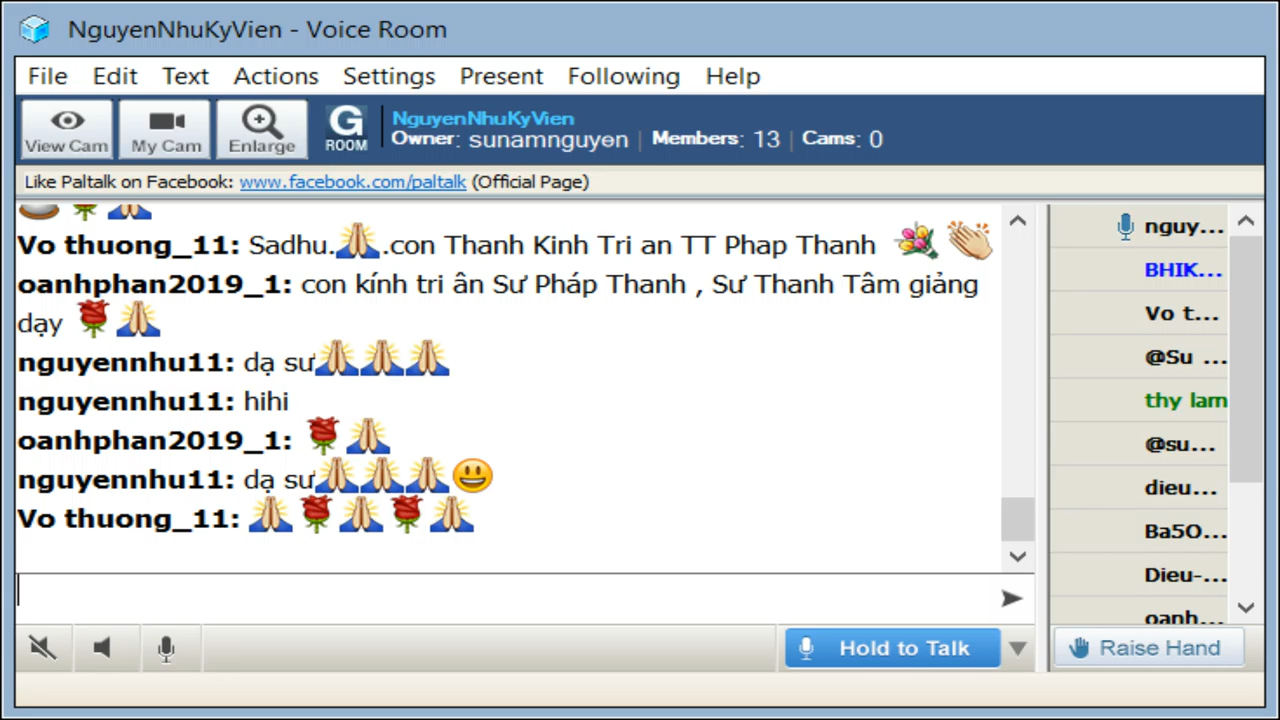 NguyenNhuKyVien - Voice Room
File Edit Text Actions Settings Present Following Help
View Cam My Cam Enlarge G ROOM
NguyenNhuKyVien
Owner: sunamnguyen | Members: 13 | Cams: 0
Like Paltalk on Facebook: www.facebook.com/paltalk (Official Page)
Vo thuong_11: Sadhu.🙏.con Thanh Kinh Tri an TT Phap Thanh 💐👏
oanhphan2019_1: con kính tri ân Sư Pháp Thanh , Sư Thanh Tâm giảng
dạy 🌹🙏
nguyennhu11: dạ sư🙏🙏🙏
nguyennhu11: hihi
oanhphan2019_1: 🌹🙏
nguyennhu11: dạ sư🙏🙏🙏😃
Vo thuong_11: 🙏🌹🙏🌹🙏
nguy...
BHIK...
Vo t...
@Su ...
thy lam
@su...
dieu...
Ba5O...
Dieu-...
oanh...
Hold to Talk
Raise Hand